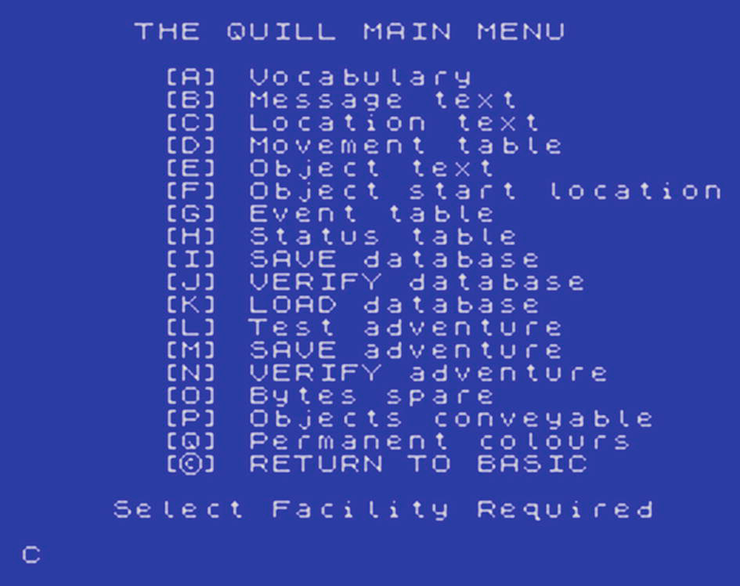 THE QUILL MAIN MENU
[A] Vocabulary
[B] Message text
[C] Location text
[D] Movement table
[E] Object text
[F] Object start location
[G] Event table
[H] Status table
[I] SAVE database
[J] VERIFY database
[K] LOAD database
[L] Test adventure
[M] SAVE adventure
[N] VERIFY adventure
[O] Bytes spare
[P] Objects conveyable
[Q] Permanent colours
[©] RETURN TO BASIC
Select Facility Required
C